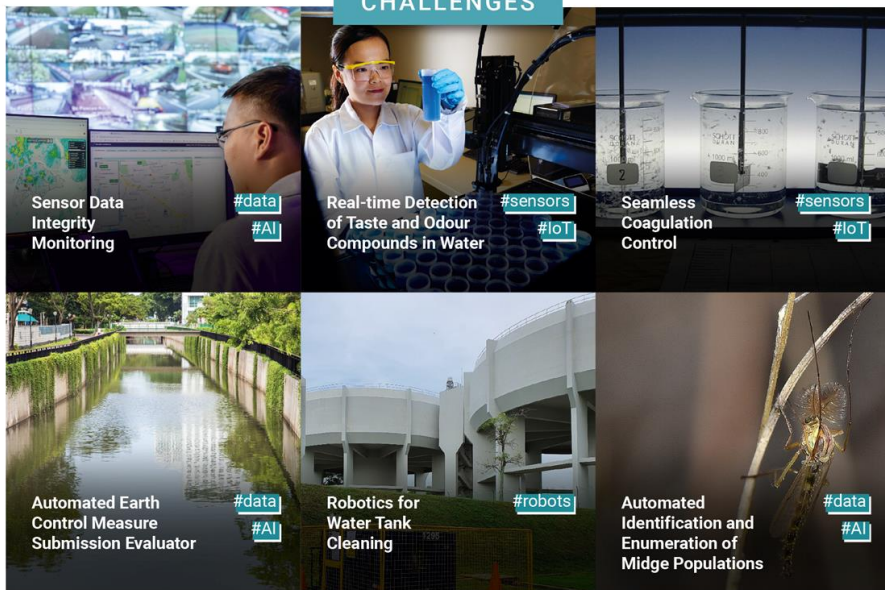 CHALLENGES
Sensor Data
Integrity
Monitoring
#data
#AI
Real-time Detection
of Taste and Odour
Compounds in Water
#sensors
#IoT
Seamless
Coagulation
Control
#sensors
#IoT
Automated Earth
Control Measure
Submission Evaluator
#data
#AI
Robotics for
Water Tank
Cleaning
#robots
Automated
Identification and
Enumeration of
Midge Populations
#data
#AI